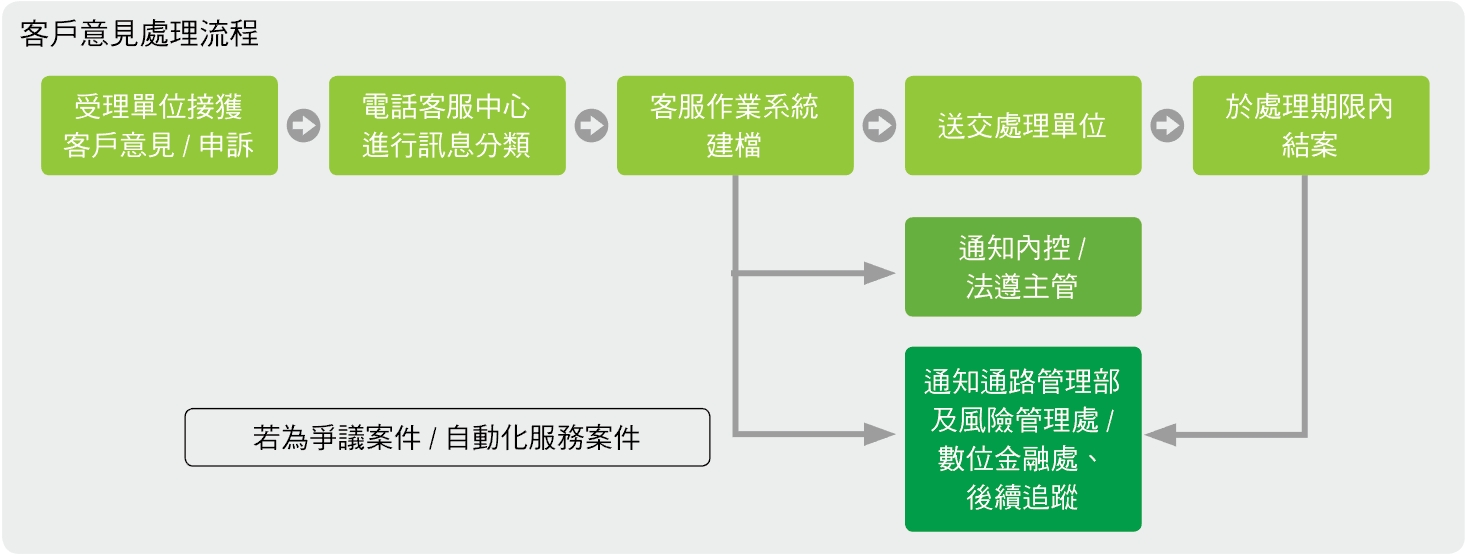 客戶意見處理流程
受理單位接獲
客戶意見 / 申訴
電話客服中心
進行訊息分類
客服作業系統
建檔
送交處理單位
於處理期限內
結案
通知內控 /
法遵主管
通知通路管理部
及風險管理處 /
數位金融處、
後續追蹤
若為爭議案件 / 自動化服務案件